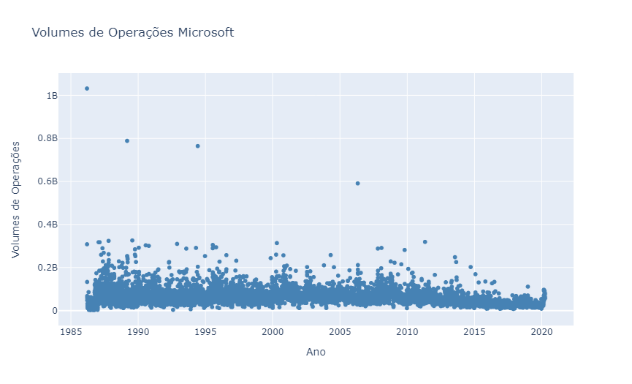 Volumes de Operações Microsoft
1B
0.8B
0.6B
0.4B
0.2B
0
Volumes de Operações
1985 1990 1995 2000 2005 2010 2015 2020
Ano